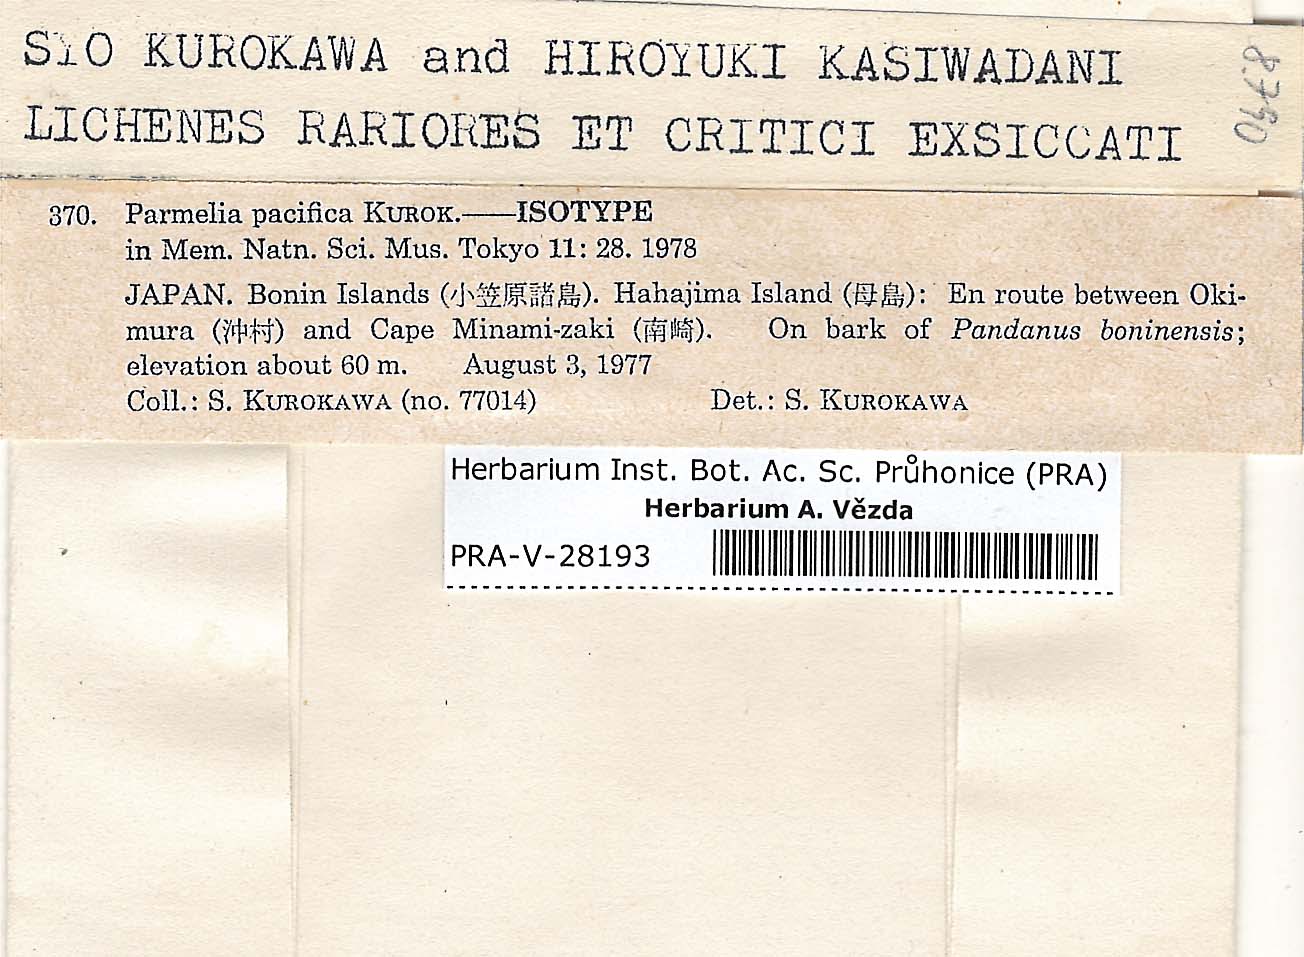 SYO KUROKAWA and HIROYUKI KASIWADANI
LICHENES RARIORES ET CRITICI EXSICCATI
8790
370. Parmelia pacifica KUROK.——ISOTYPE
in Mem. Natn. Sci. Mus. Tokyo 11: 28. 1978
JAPAN. Bonin Islands (小笠原諸島). Hahajima Island (母島): En route between Oki-
mura (沖村) and Cape Minami-zaki (南崎). On bark of Pandanus boninensis;
elevation about 60 m. August 3, 1977
Coll.: S. KUROKAWA (no. 77014) Det.: S. KUROKAWA
Herbarium Inst. Bot. Ac. Sc. Průhonice (PRA)
Herbarium A. Vězda
PRA-V-28193